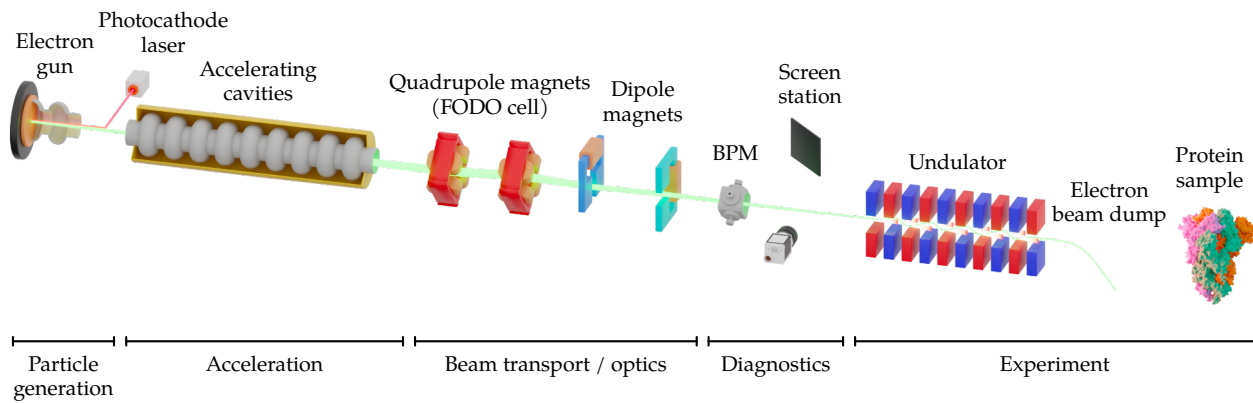 Electron
gun
Photocathode
laser
Accelerating
cavities
Quadrupole magnets
(FODO cell)
Dipole
magnets
BPM
Screen
station
Undulator
Electron
beam dump
Protein
sample
Particle
generation
Acceleration
Beam transport / optics
Diagnostics
Experiment